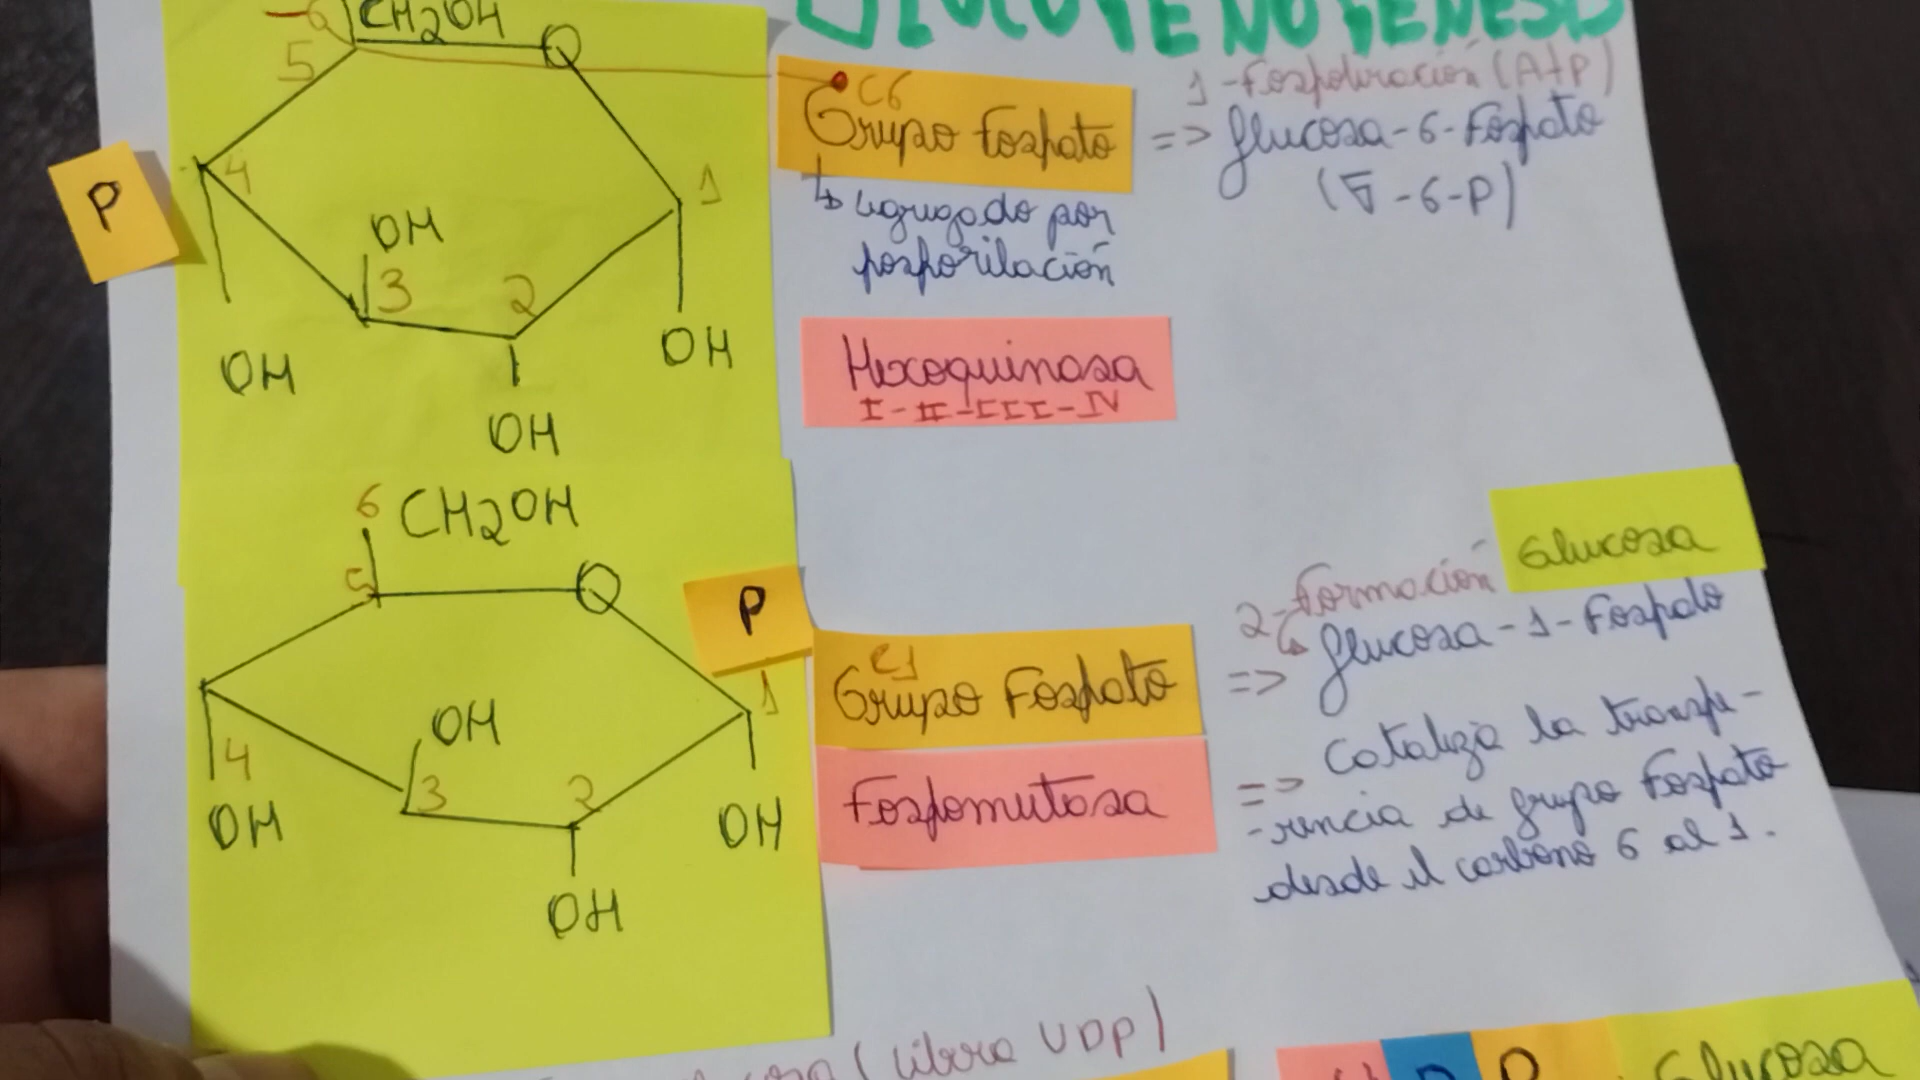 GLUCOGENOGENESIS
6 CH2OH
5
O
4
P
OH
3
2
1
OH
OH
OH
C6
Grupo Fosfato
↳ agregado por
fosforilación
Hexoquinasa
I-II-III-IV
1-Fosforilación (ATP)
=> Glucosa-6-Fosfato
(G-6-P)
6 CH2OH
5
O
P
1
OH
4
3
2
OH
OH
OH
C1
Grupo Fosfato
Fosfomutasa
Glucosa
2-Formación
=> ↳ Glucosa-1-Fosfato
=> Cataliza la transfe-
-rencia de grupo Fosfato
desde el carbono 6 al 1.
(Libera UDP)
D P Glucosa